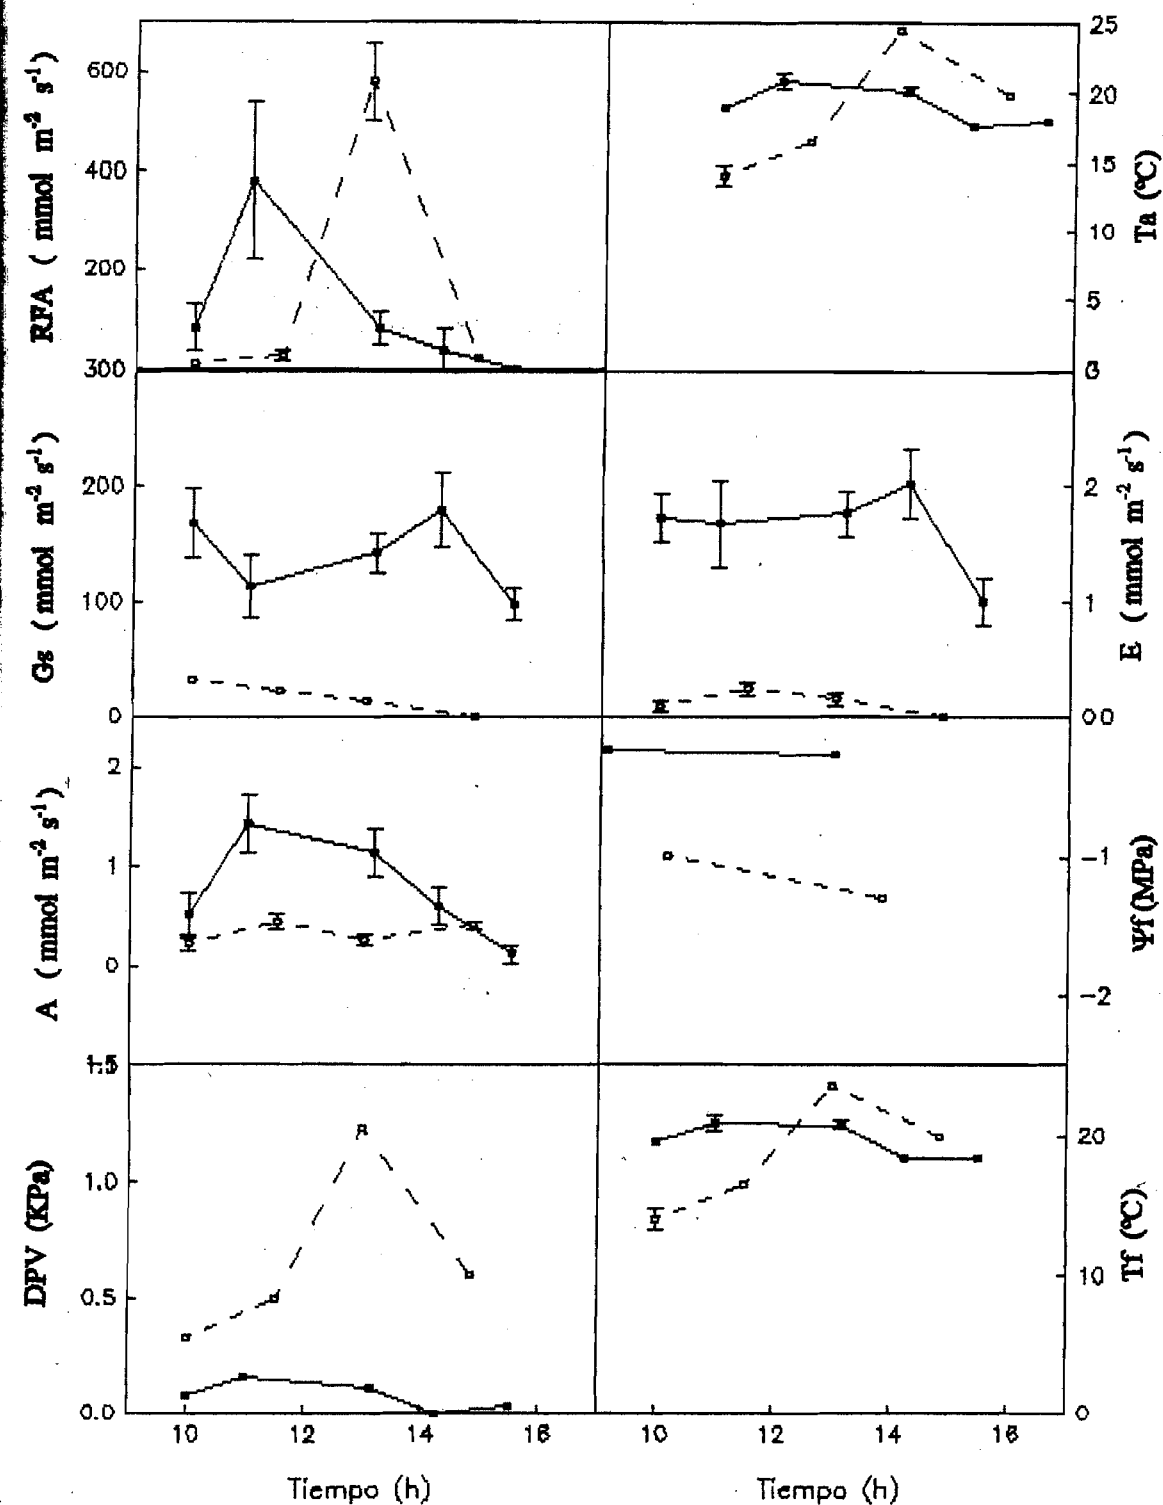 RFA ( mmol m⁻² s⁻¹)
600
400
200
300
25
20
15
10
5
Ta (ºC)
Gs (mmol m⁻² s⁻¹)
200
100
0
3
2
1
0
E ( mmol m⁻² s⁻¹)
A ( mmol m⁻² s⁻¹)
2
1
0
0
-1
-2
Ψf(MPa)
DPV (KPa)
1.5
1.0
0.5
0.0
20
10
0
Tf (ºC)
10 12 14 16
10 12 14 16
Tiempo (h)
Tiempo (h)